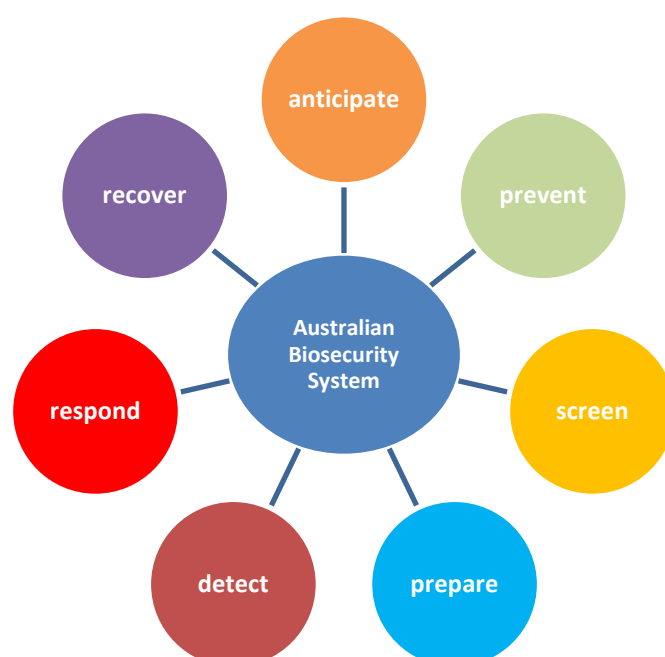 anticipate
prevent
screen
prepare
detect
respond
recover
Australian
Biosecurity
System